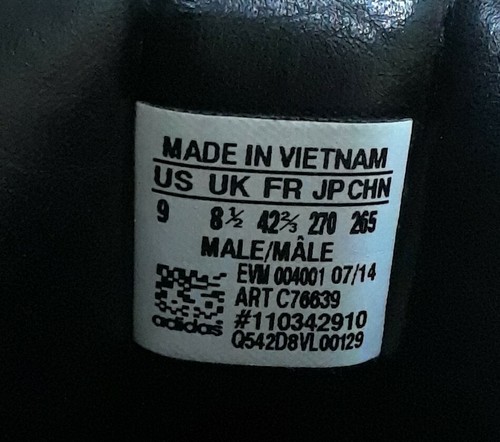 MADE IN VIETNAM
US UK FR JP CHN
9 8½ 42⅔ 270 265
MALE/MÂLE
EVM 004001 07/14
ART C76639
adidas #110342910
Q542D8VL00129